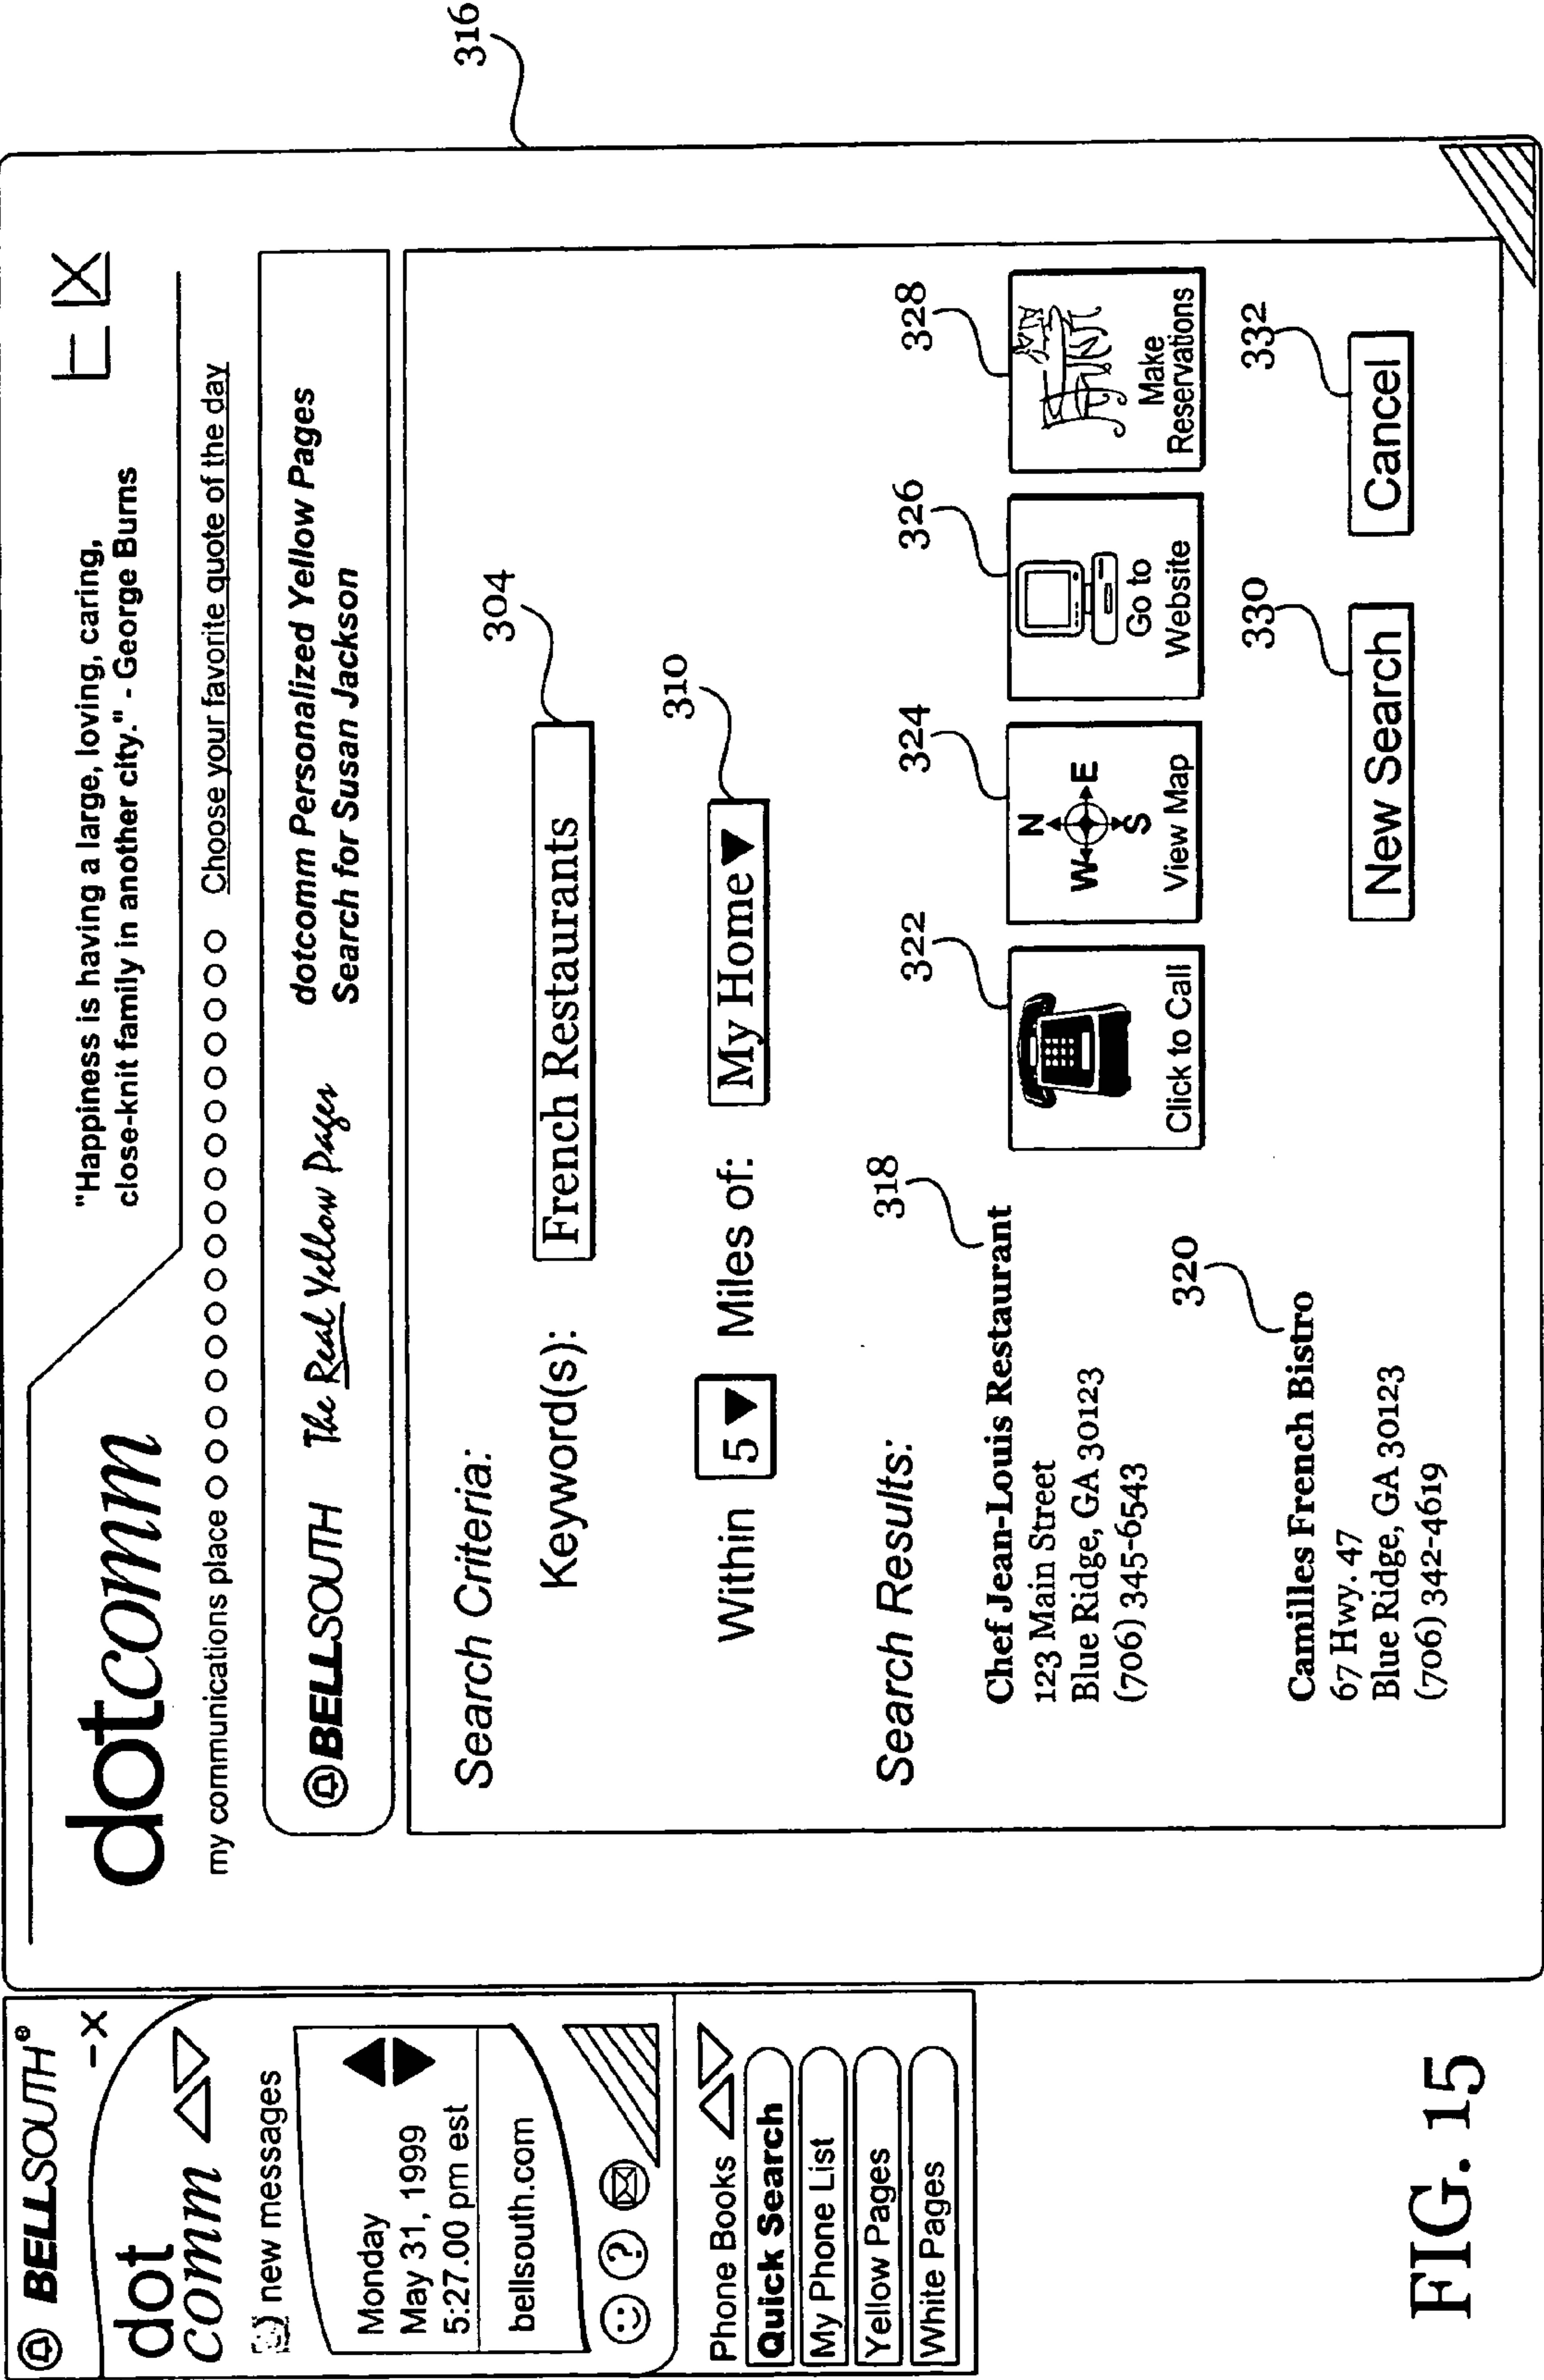 BELLSOUTH®
– X
dot
comm
new messages
Monday
May 31, 1999
5:27.00 pm est
bellsouth.com
?
Phone Books
Quick Search
My Phone List
Yellow Pages
White Pages
dotcomm
"Happiness is having a large, loving, caring,
close-knit family in another city." - George Burns
X
my communications place
Choose your favorite quote of the day
BELLSOUTH The Real Yellow Pages
dotcomm Personalized Yellow Pages
Search for Susan Jackson
316
Search Criteria:
304
Keyword(s): French Restaurants
310
Within 5 Miles of: My Home
Search Results:
318
322
324
326
328
Chef Jean-Louis Restaurant
123 Main Street
Blue Ridge, GA 30123
(706) 345-6543
Click to Call
N
W E
S
View Map
Go to
Website
Make
Reservations
320
330
332
Camilles French Bistro
67 Hwy. 47
Blue Ridge, GA 30123
(706) 342-4619
New Search
Cancel
FIG. 15